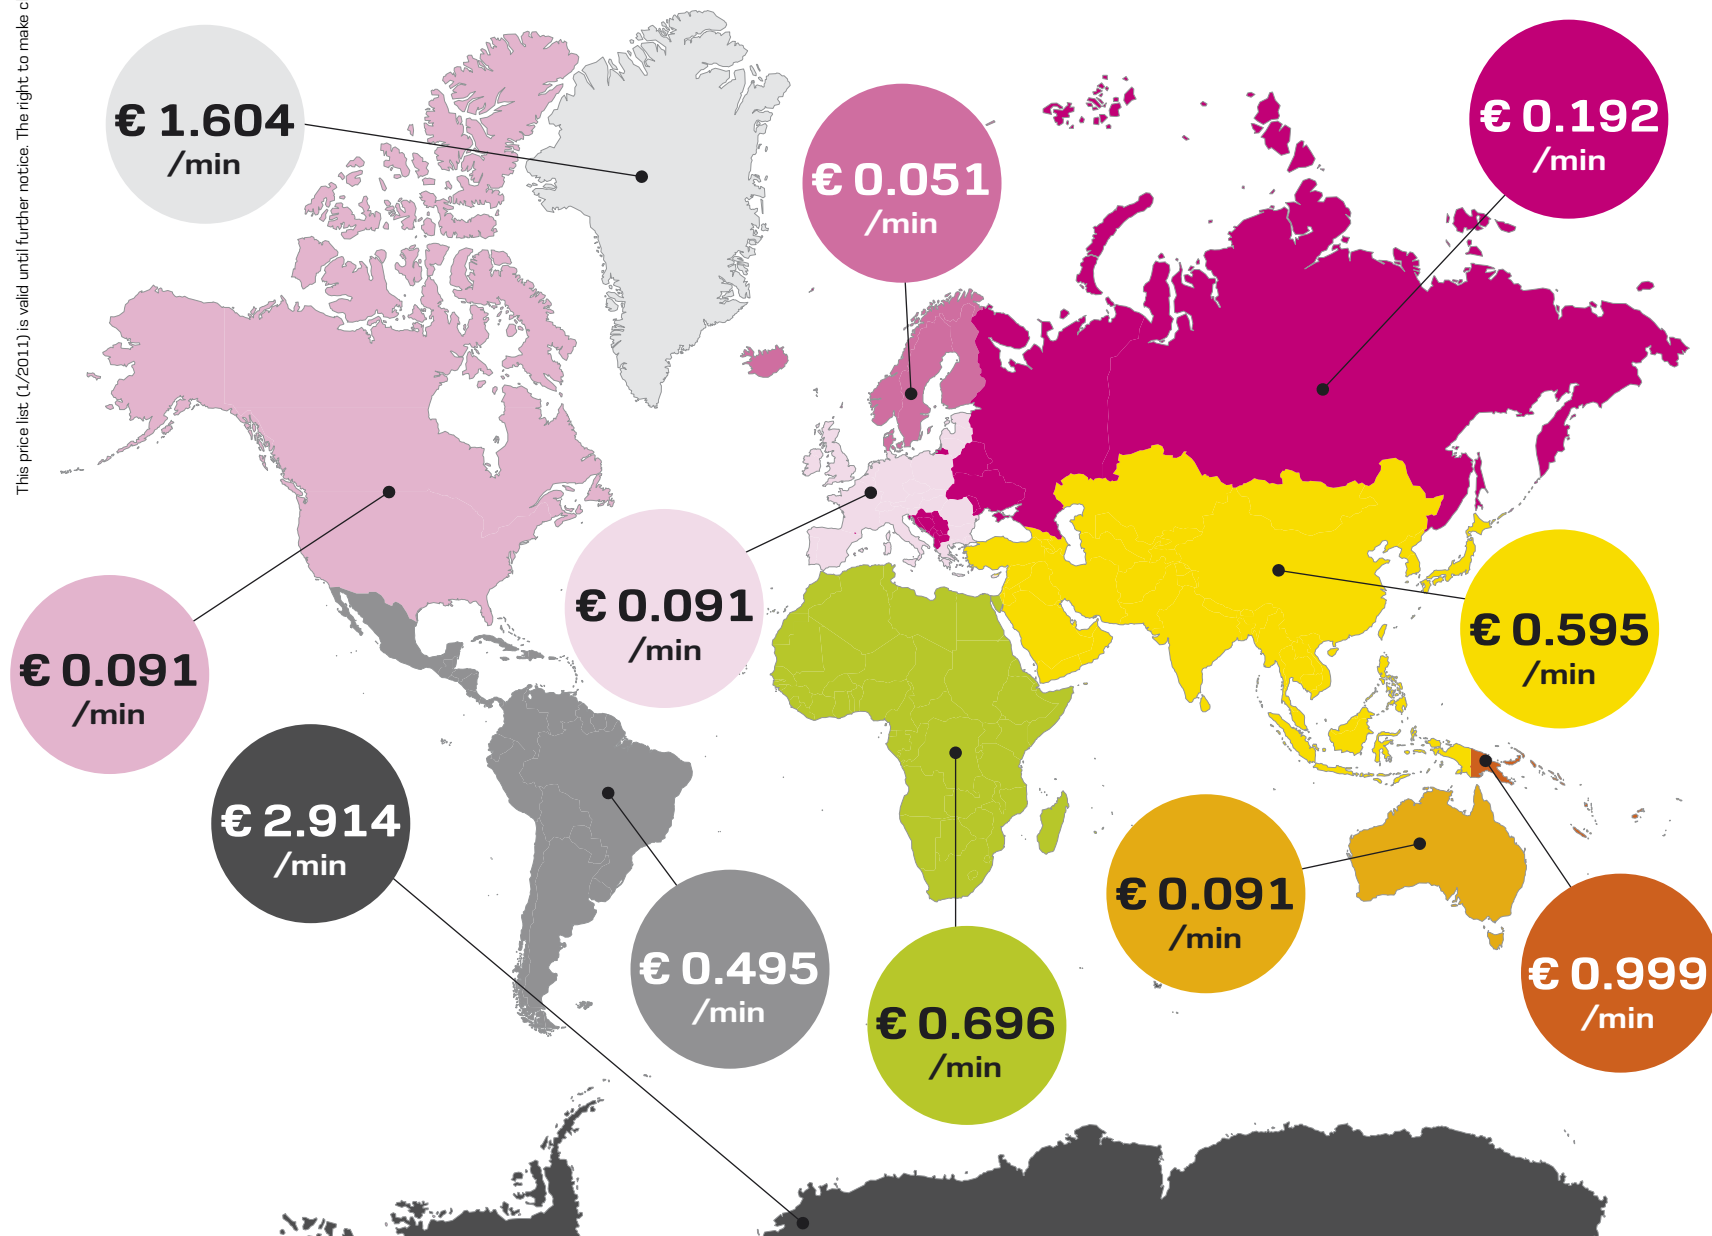 This price list (1/2011) is valid until further notice. The right to make c
€ 1.604
/min
€ 0.051
/min
€ 0.192
/min
€ 0.091
/min
€ 0.091
/min
€ 0.595
/min
€ 2.914
/min
€ 0.495
/min
€ 0.696
/min
€ 0.091
/min
€ 0.999
/min